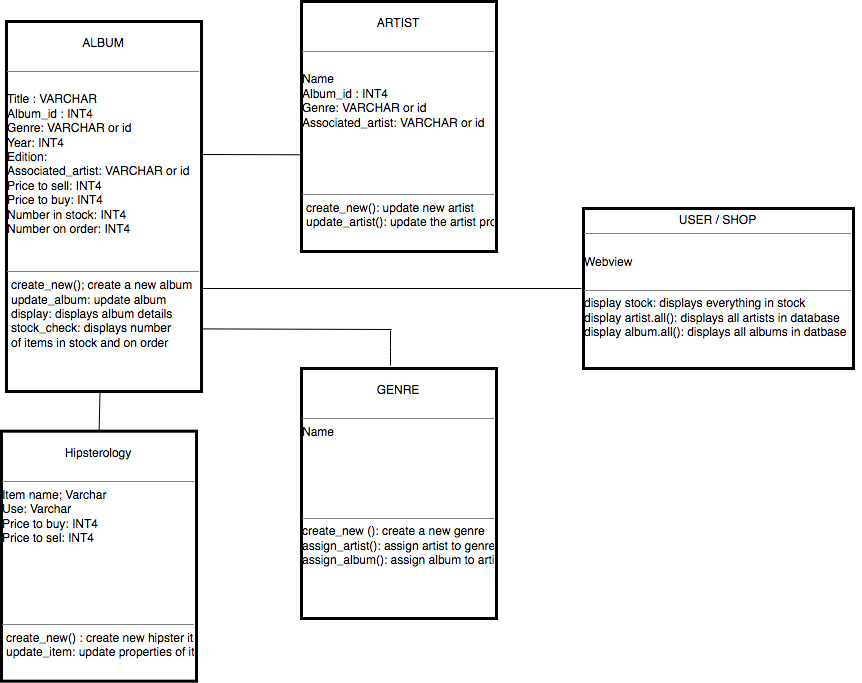 ALBUM
Title : VARCHAR
Album_id : INT4
Genre: VARCHAR or id
Year: INT4
Edition:
Associated_artist: VARCHAR or id
Price to sell: INT4
Price to buy: INT4
Number in stock: INT4
Number on order: INT4
create_new(); create a new album
update_album: update album
display: displays album details
stock_check: displays number
of items in stock and on order
ARTIST
Name
Album_id : INT4
Genre: VARCHAR or id
Associated_artist: VARCHAR or id
create_new(): update new artist
update_artist(): update the artist pro
USER / SHOP
Webview
display stock: displays everything in stock
display artist.all(): displays all artists in database
display album.all(): displays all albums in datbase
GENRE
Name
create_new (): create a new genre
assign_artist(): assign artist to genre
assign_album(): assign album to arti
Hipsterology
Item name; Varchar
Use: Varchar
Price to buy: INT4
Price to sel: INT4
create_new() : create new hipster it
update_item: update properties of it